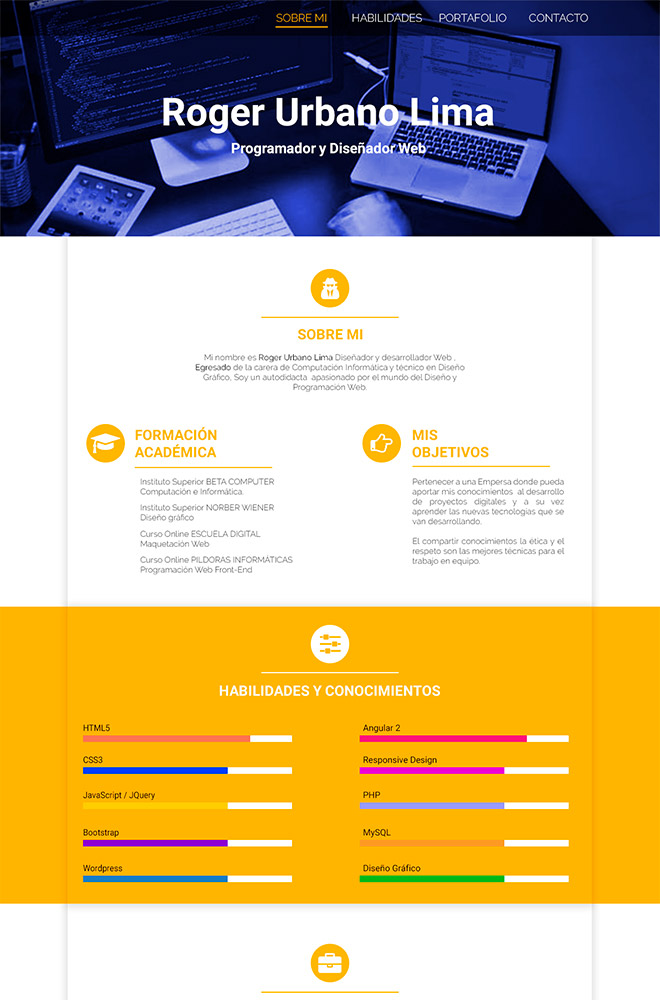 SOBRE MI
HABILIDADES
PORTAFOLIO
CONTACTO
Roger Urbano Lima
Programador y Diseñador Web
SOBRE MI
Mi nombre es Roger Urbano Lima Diseñador y desarrollador Web .
Egresado de la carera de Computación Informática y técnico en Diseño
Gráfico, Soy un autodidacta apasionado por el mundo del Diseño y
Programación Web.
FORMACIÓN
ACADÉMICA
Instituto Superior BETA COMPUTER
Computación e Informática.
Instituto Superior NORBER WIENER
Diseño gráfico
Curso Online ESCUELA DIGITAL
Maquetación Web
Curso Online PILDORAS INFORMATICAS
Programación Web Front-End
MIS
OBJETIVOS
Pertenecer a una Empersa donde pueda
aportar mis conocimientos al desarrollo
de proyectos digitales y a su vez
aprender las nuevas tecnologías que se
van desarrollando.
El compartir conocimientos la ética y el
respeto son las mejores técnicas para el
trabajo en equipo.
HABILIDADES Y CONOCIMIENTOS
HTML5
CSS3
JavaScript / JQuery
Bootstrap
Wordpress
Angular 2
Responsive Design
PHP
MySQL
Diseño Gráfico